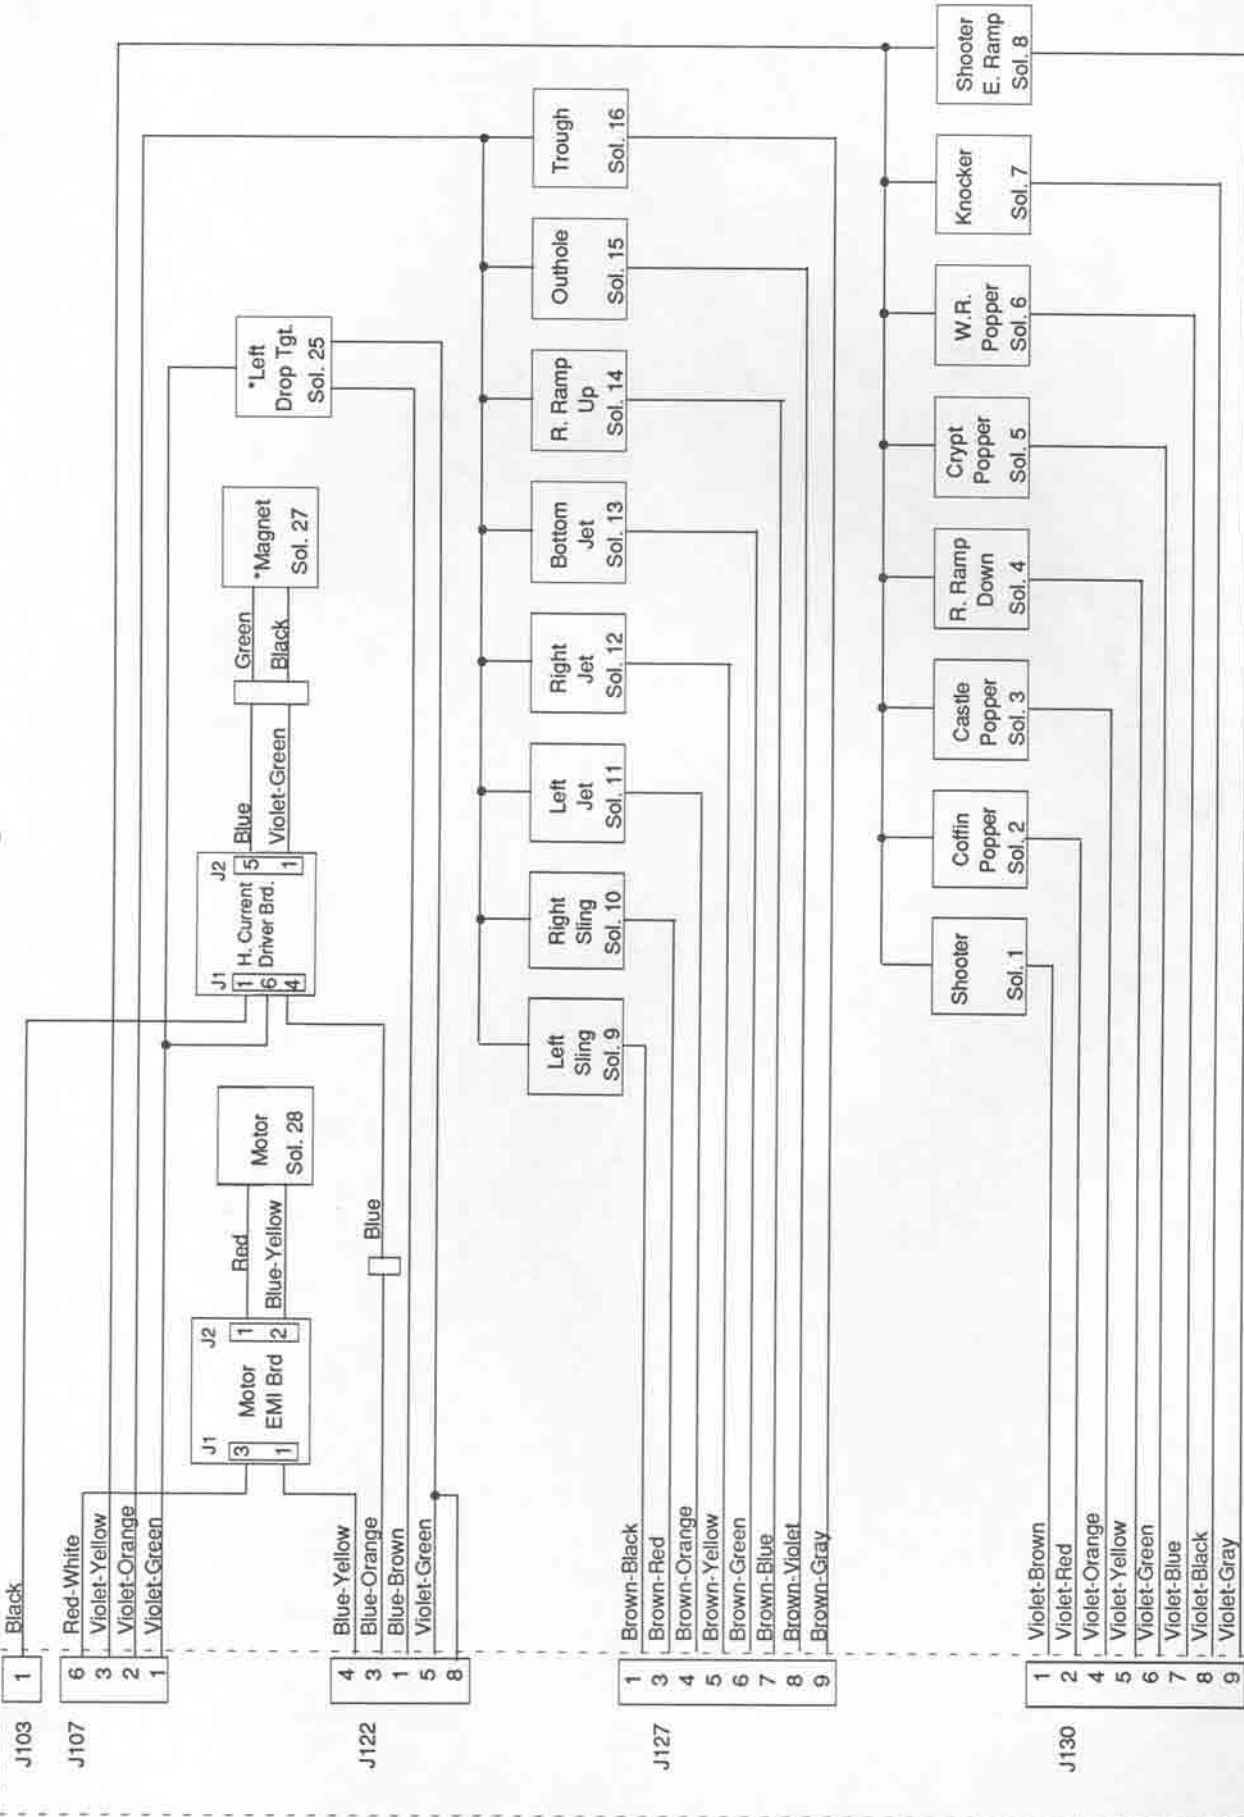 J103
1
Black
J107
6
Red-White
3
Violet-Yellow
2
Violet-Orange
1
Violet-Green
J1
3
1
Motor
EMI Brd
J2
1
2
Red
Blue-Yellow
Motor
Sol. 28
J1
1
6
4
H. Current
Driver Brd.
J2
5
1
Blue
Violet-Green
Green
Black
*Magnet
Sol. 27
*Left
Drop Tgt.
Sol. 25
J122
4
Blue-Yellow
3
Blue-Orange
1
Blue-Brown
5
Violet-Green
8
Blue
Left
Sling
Sol. 9
Right
Sling
Sol. 10
Left
Jet
Sol. 11
Right
Jet
Sol. 12
Bottom
Jet
Sol. 13
R. Ramp
Up
Sol. 14
Outhole
Sol. 15
Trough
Sol. 16
J127
1
Brown-Black
3
Brown-Red
4
Brown-Orange
5
Brown-Yellow
6
Brown-Green
7
Brown-Blue
8
Brown-Violet
9
Brown-Gray
Shooter
Sol. 1
Coffin
Popper
Sol. 2
Castle
Popper
Sol. 3
R. Ramp
Down
Sol. 4
Crypt
Popper
Sol. 5
W.R.
Popper
Sol. 6
Knocker
Sol. 7
Shooter
E. Ramp
Sol. 8
J130
1
Violet-Brown
2
Violet-Red
4
Violet-Orange
5
Violet-Yellow
6
Violet-Green
7
Violet-Blue
8
Violet-Black
9
Violet-Gray